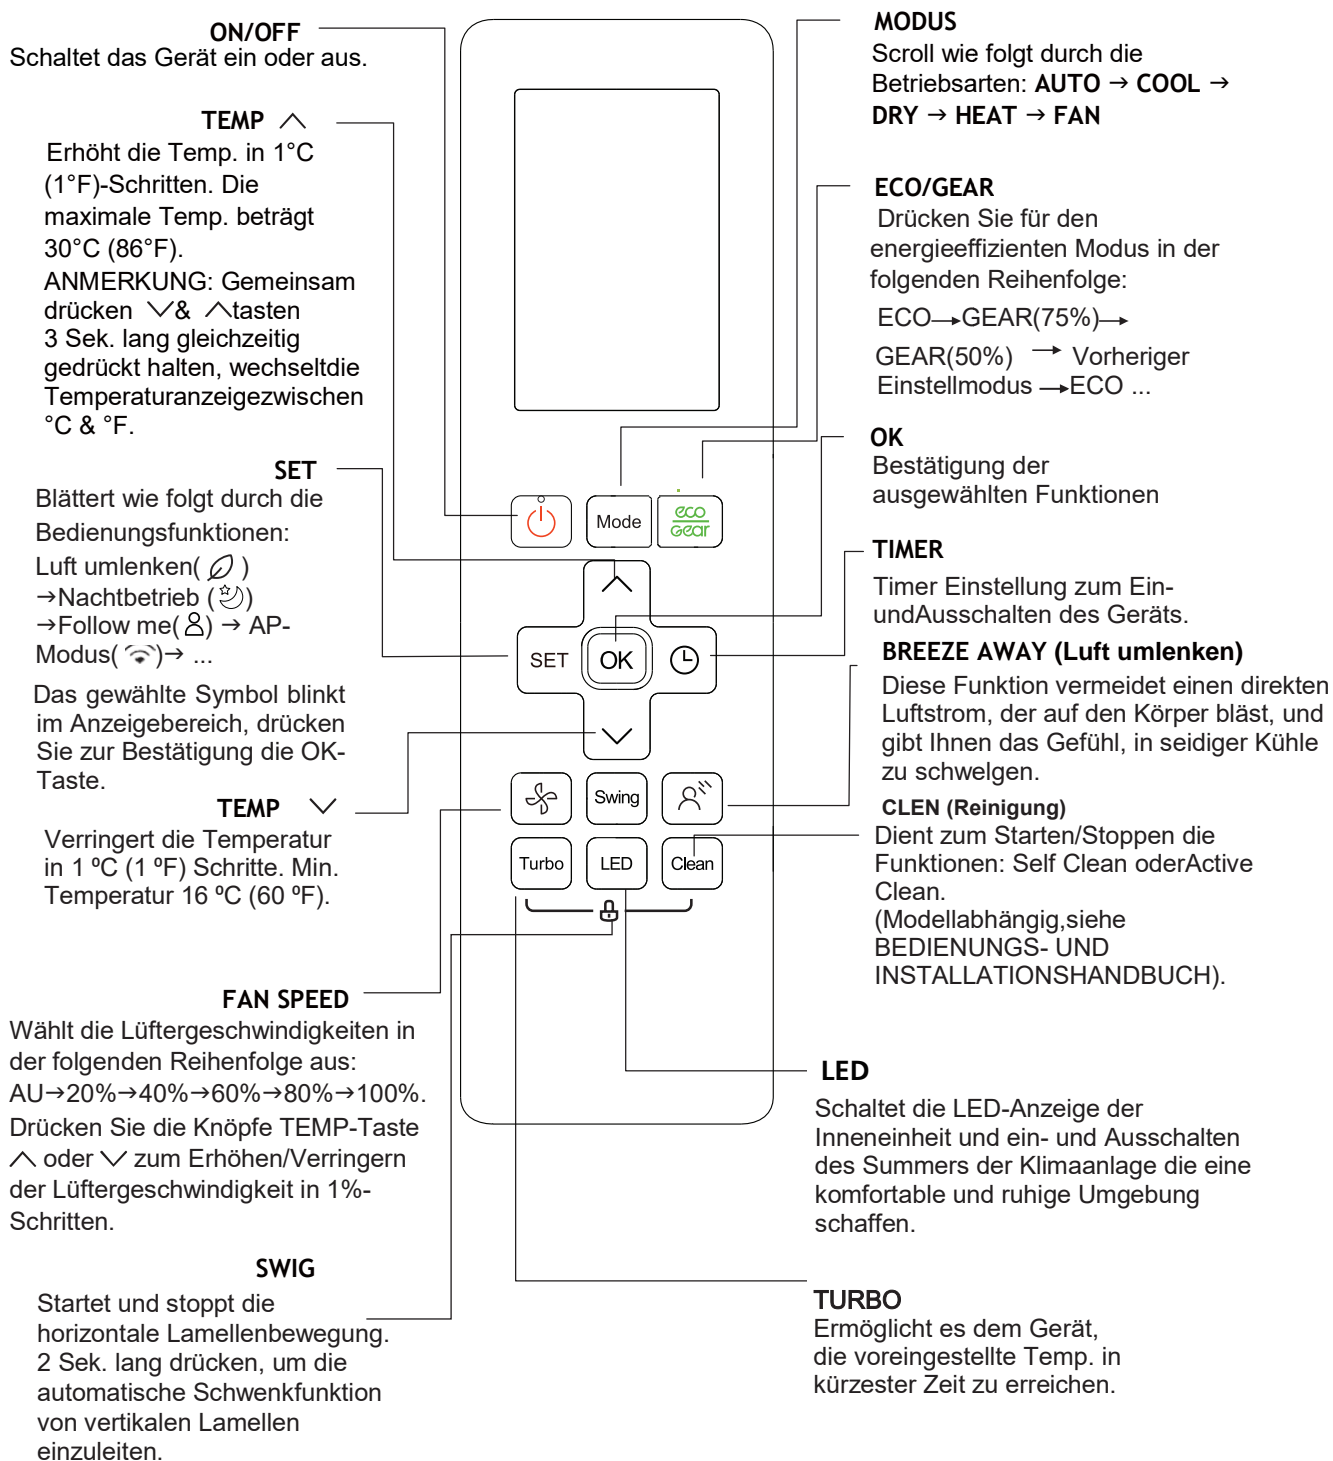 ON/OFF
Schaltet das Gerät ein oder aus.
TEMP
Erhöht die Temp. in 1°C
(1°F)-Schritten. Die
maximale Temp. beträgt
30°C (86°F).
ANMERKUNG: Gemeinsam
drücken & tasten
3 Sek. lang gleichzeitig
gedrückt halten, wechseltdie
Temperaturanzeigezwischen
°C & °F.
SET
Blättert wie folgt durch die
Bedienungsfunktionen:
Luft umlenken( )
→Nachtbetrieb ( )
→Follow me( ) → AP-
Modus( )→ ...
Das gewählte Symbol blinkt
im Anzeigebereich, drücken
Sie zur Bestätigung die OK-
Taste.
TEMP
Verringert die Temperatur
in 1 ºC (1 ºF) Schritte. Min.
Temperatur 16 ºC (60 ºF).
FAN SPEED
Wählt die Lüftergeschwindigkeiten in
der folgenden Reihenfolge aus:
AU→20%→40%→60%→80%→100%.
Drücken Sie die Knöpfe TEMP-Taste
oder zum Erhöhen/Verringern
der Lüftergeschwindigkeit in 1%-
Schritten.
SWIG
Startet und stoppt die
horizontale Lamellenbewegung.
2 Sek. lang drücken, um die
automatische Schwenkfunktion
von vertikalen Lamellen
einzuleiten.
Mode
eco
Gear
SET
OK
Swing
Turbo
LED
Clean
MODUS
Scroll wie folgt durch die
Betriebsarten: AUTO → COOL →
DRY → HEAT → FAN
ECO/GEAR
Drücken Sie für den
energieeffizienten Modus in der
folgenden Reihenfolge:
ECO→GEAR(75%)→
GEAR(50%) → Vorheriger
Einstellmodus →ECO ...
OK
Bestätigung der
ausgewählten Funktionen
TIMER
Timer Einstellung zum Ein-
undAusschalten des Geräts.
BREEZE AWAY (Luft umlenken)
Diese Funktion vermeidet einen direkten
Luftstrom, der auf den Körper bläst, und
gibt Ihnen das Gefühl, in seidiger Kühle
zu schwelgen.
CLEN (Reinigung)
Dient zum Starten/Stoppen die
Funktionen: Self Clean oderActive
Clean.
(Modellabhängig,siehe
BEDIENUNGS- UND
INSTALLATIONSHANDBUCH).
LED
Schaltet die LED-Anzeige der
Inneneinheit und ein- und Ausschalten
des Summers der Klimaanlage die eine
komfortable und ruhige Umgebung
schaffen.
TURBO
Ermöglicht es dem Gerät,
die voreingestellte Temp. in
kürzester Zeit zu erreichen.